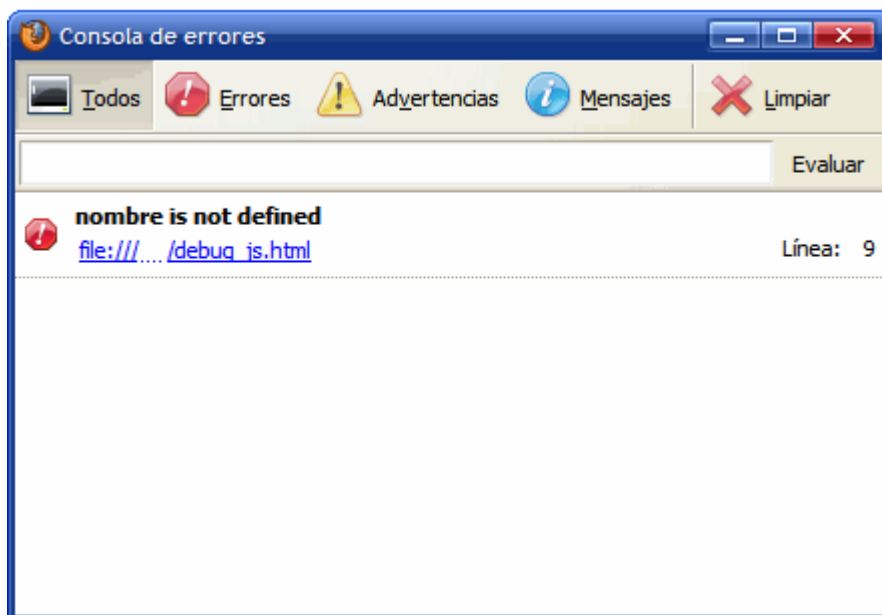 Consola de errores
Todos Errores Advertencias Mensajes Limpiar
Evaluar
nombre is not defined
file:///.... /debug_js.html Línea: 9